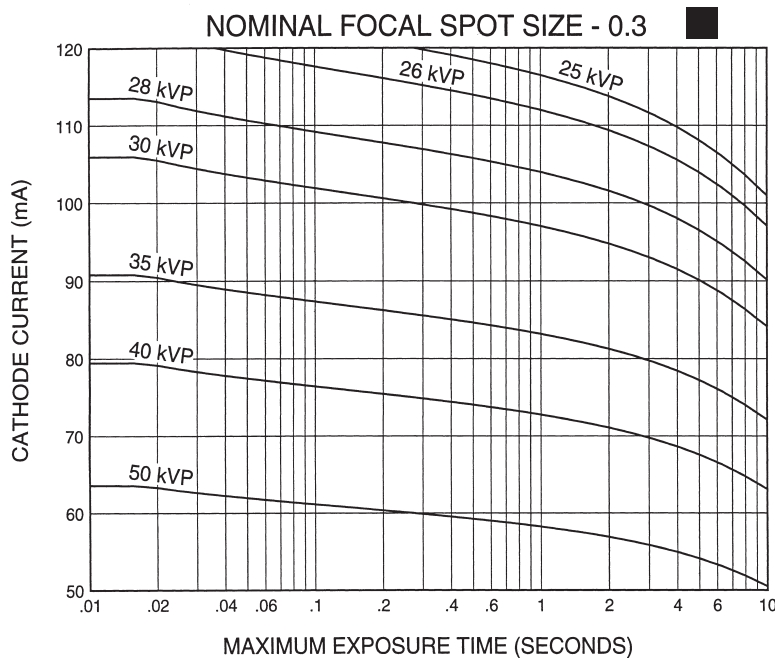 NOMINAL FOCAL SPOT SIZE - 0.3
120
110
100
90
80
70
60
50
CATHODE CURRENT (mA)
25 kVP
26 kVP
28 kVP
30 kVP
35 kVP
40 kVP
50 kVP
.01 .02 .04 .06 .1 .2 .4 .6 1 2 4 6 10
MAXIMUM EXPOSURE TIME (SECONDS)